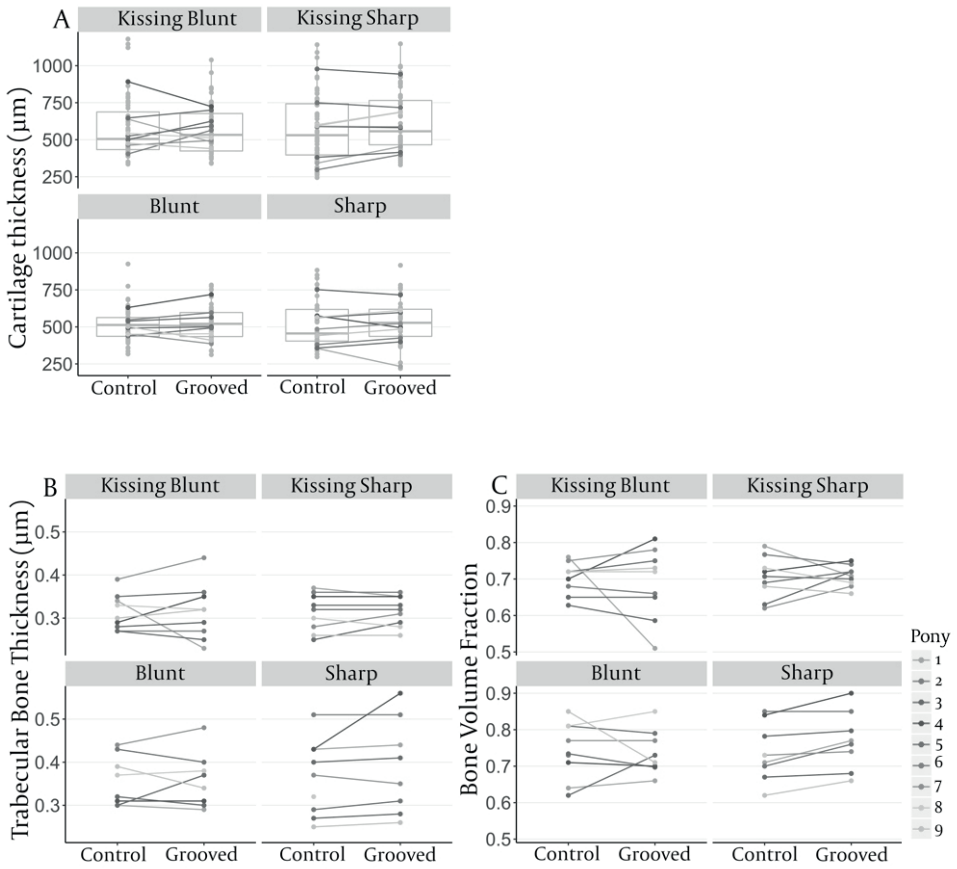 A
Kissing Blunt
Kissing Sharp
Cartilage thickness (µm)
1000
750
500
250
Blunt
Sharp
1000
750
500
250
Control
Grooved
Control
Grooved
B
Kissing Blunt
Kissing Sharp
Trabecular Bone Thickness (µm)
0.5
0.4
0.3
Blunt
Sharp
0.5
0.4
0.3
Control
Grooved
Control
Grooved
C
Kissing Blunt
Kissing Sharp
Bone Volume Fraction
0.9
0.8
0.7
0.6
0.5
Blunt
Sharp
0.9
0.8
0.7
0.6
0.5
Control
Grooved
Control
Grooved
Pony
1
2
3
4
5
6
7
8
9